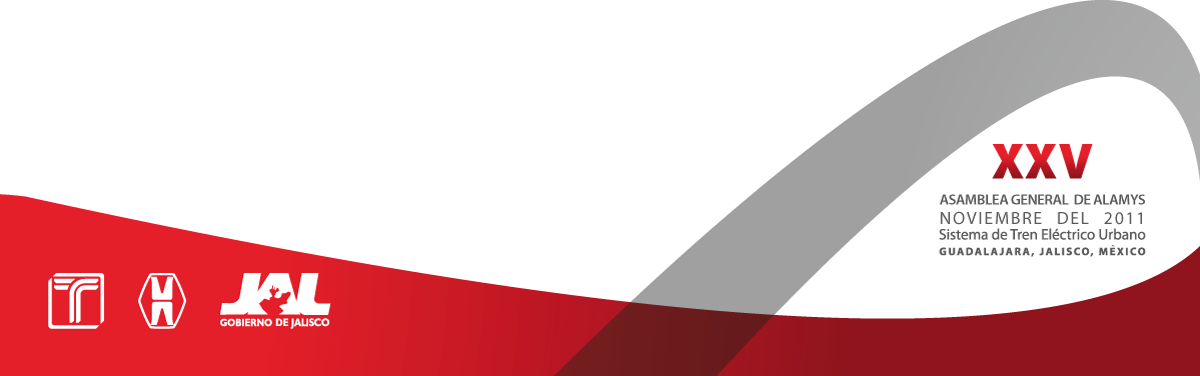 XXV
ASAMBLEA GENERAL DE ALAMYS
NOVIEMBRE DEL 2011
Sistema de Tren Eléctrico Urbano
GUADALAJARA, JALISCO, MÉXICO
JAL
GOBIERNO DE JALISCO